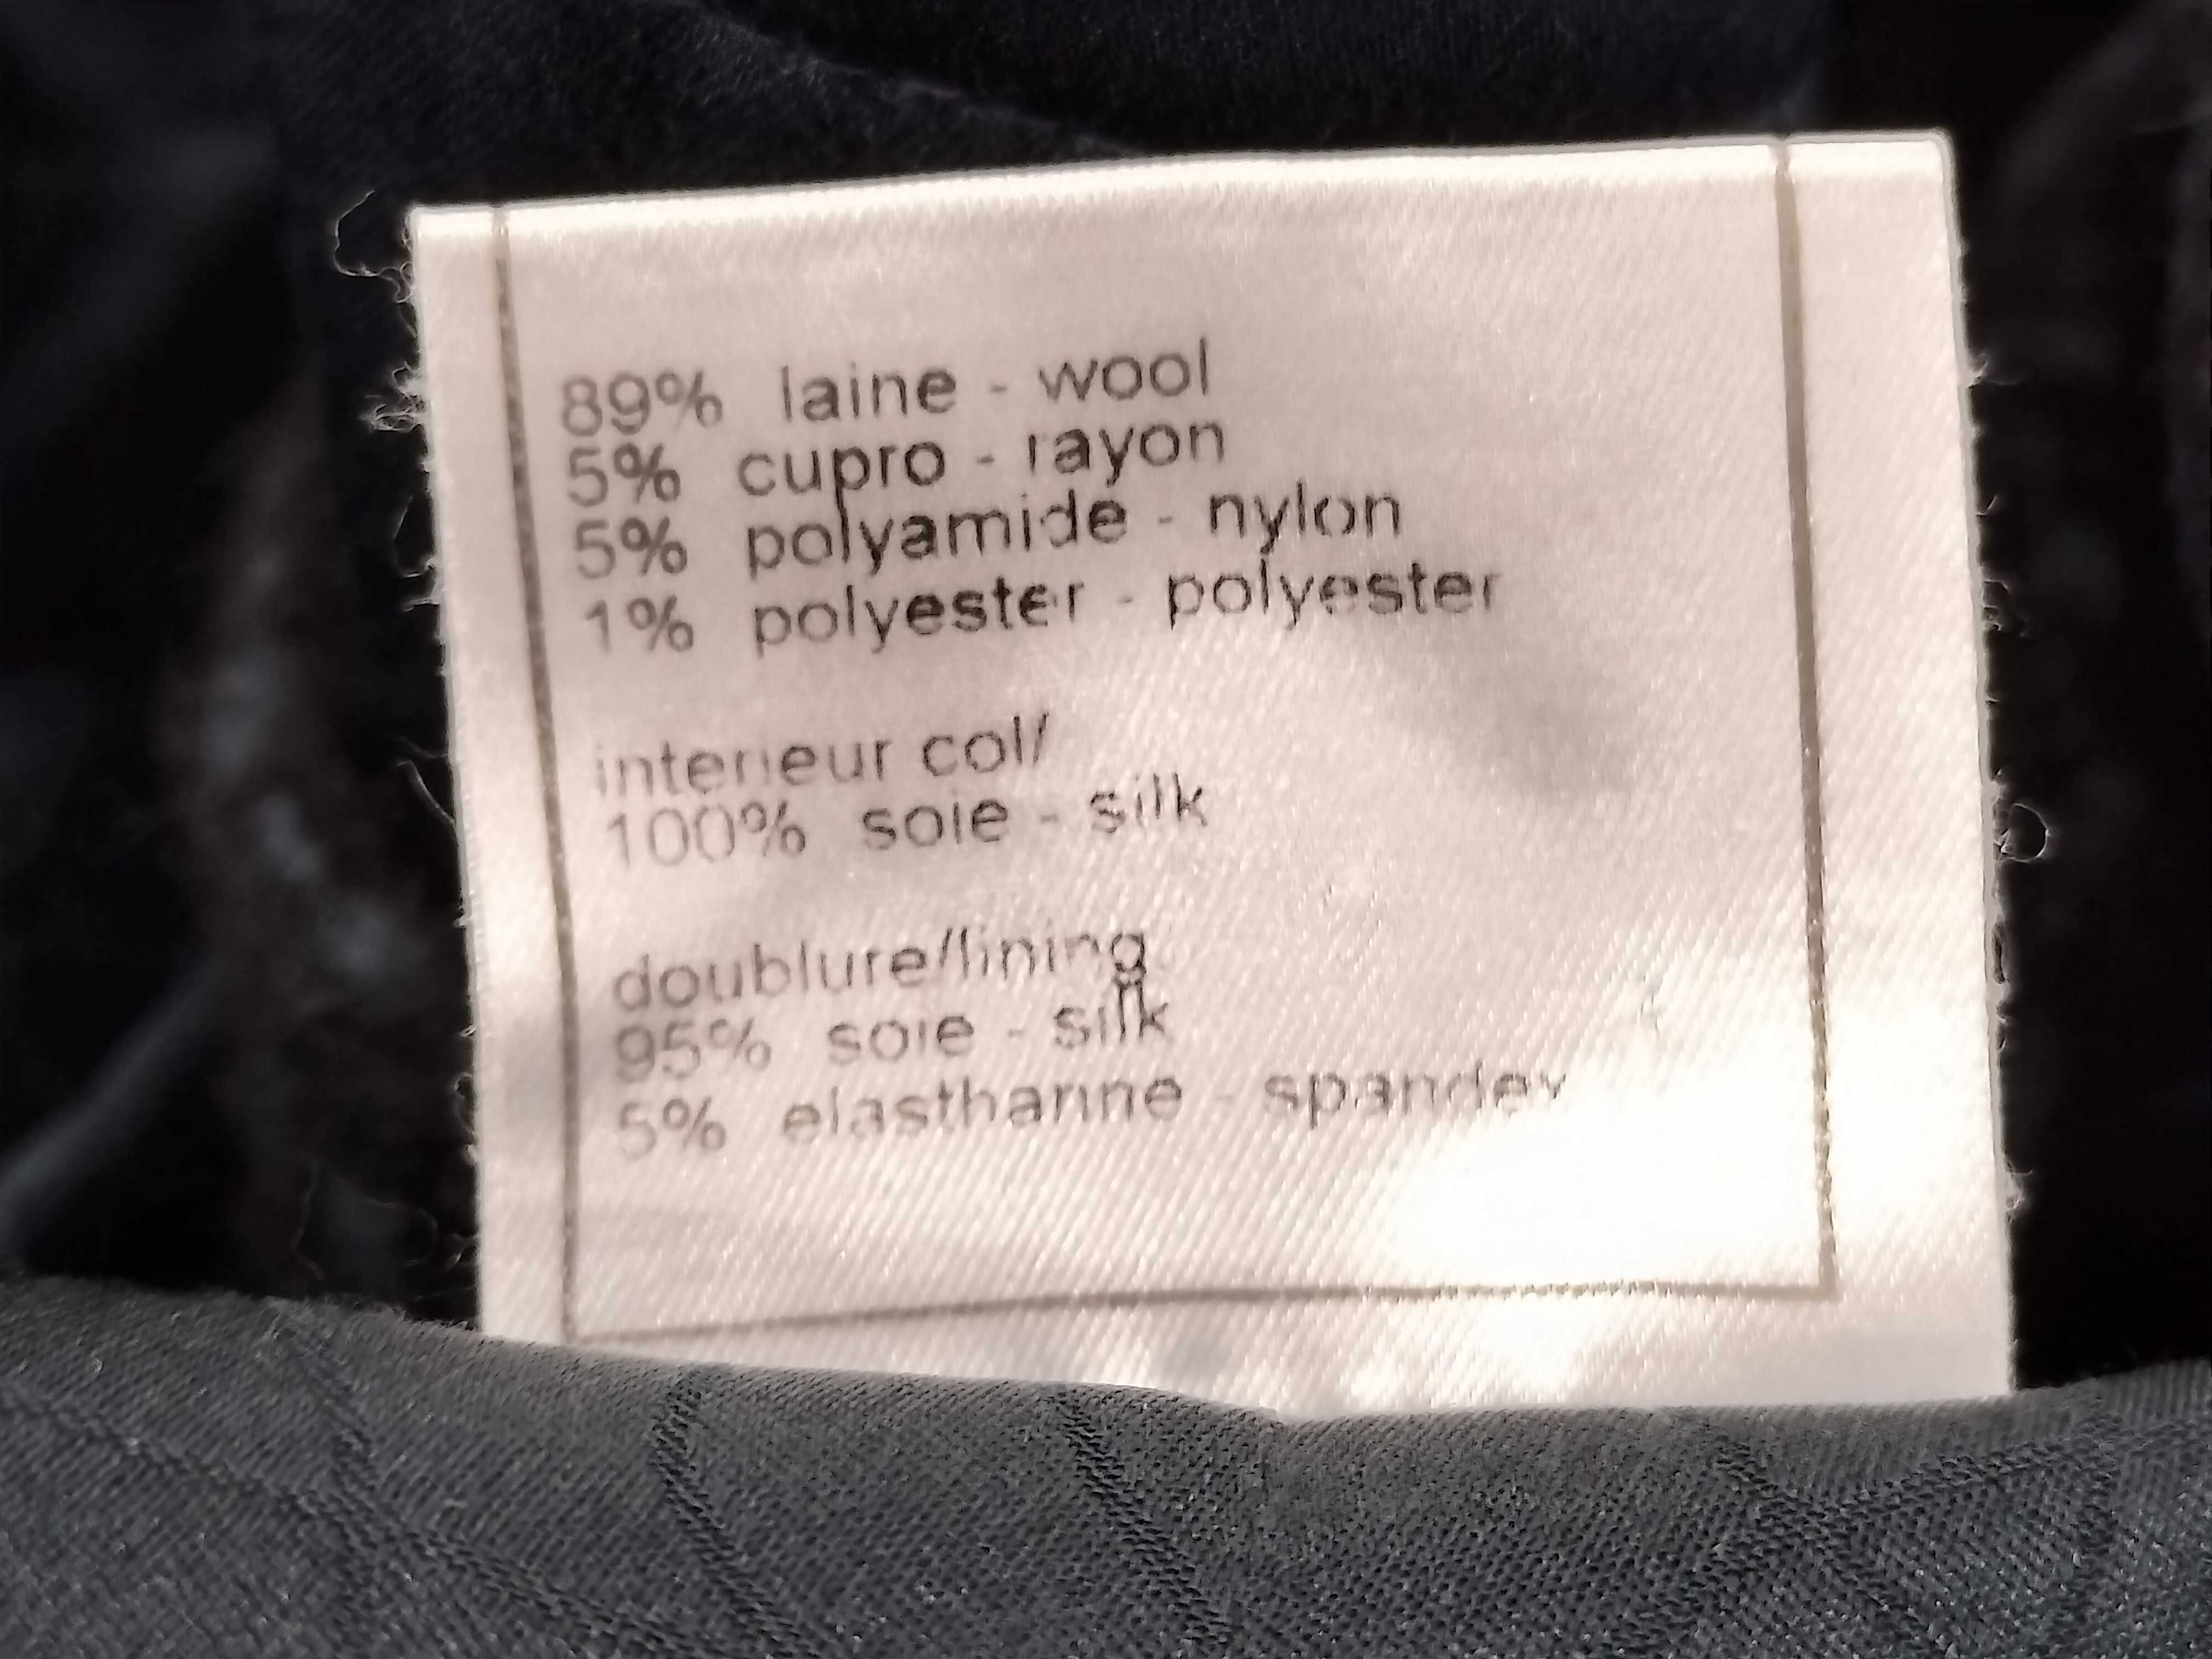 89% laine - wool
5% cupro - rayon
5% polyamide - nylon
1% polyester - polyester
interieur col/
100% soie - silk
doublure/lining
95% soie - silk
5% elasthanne - spandex